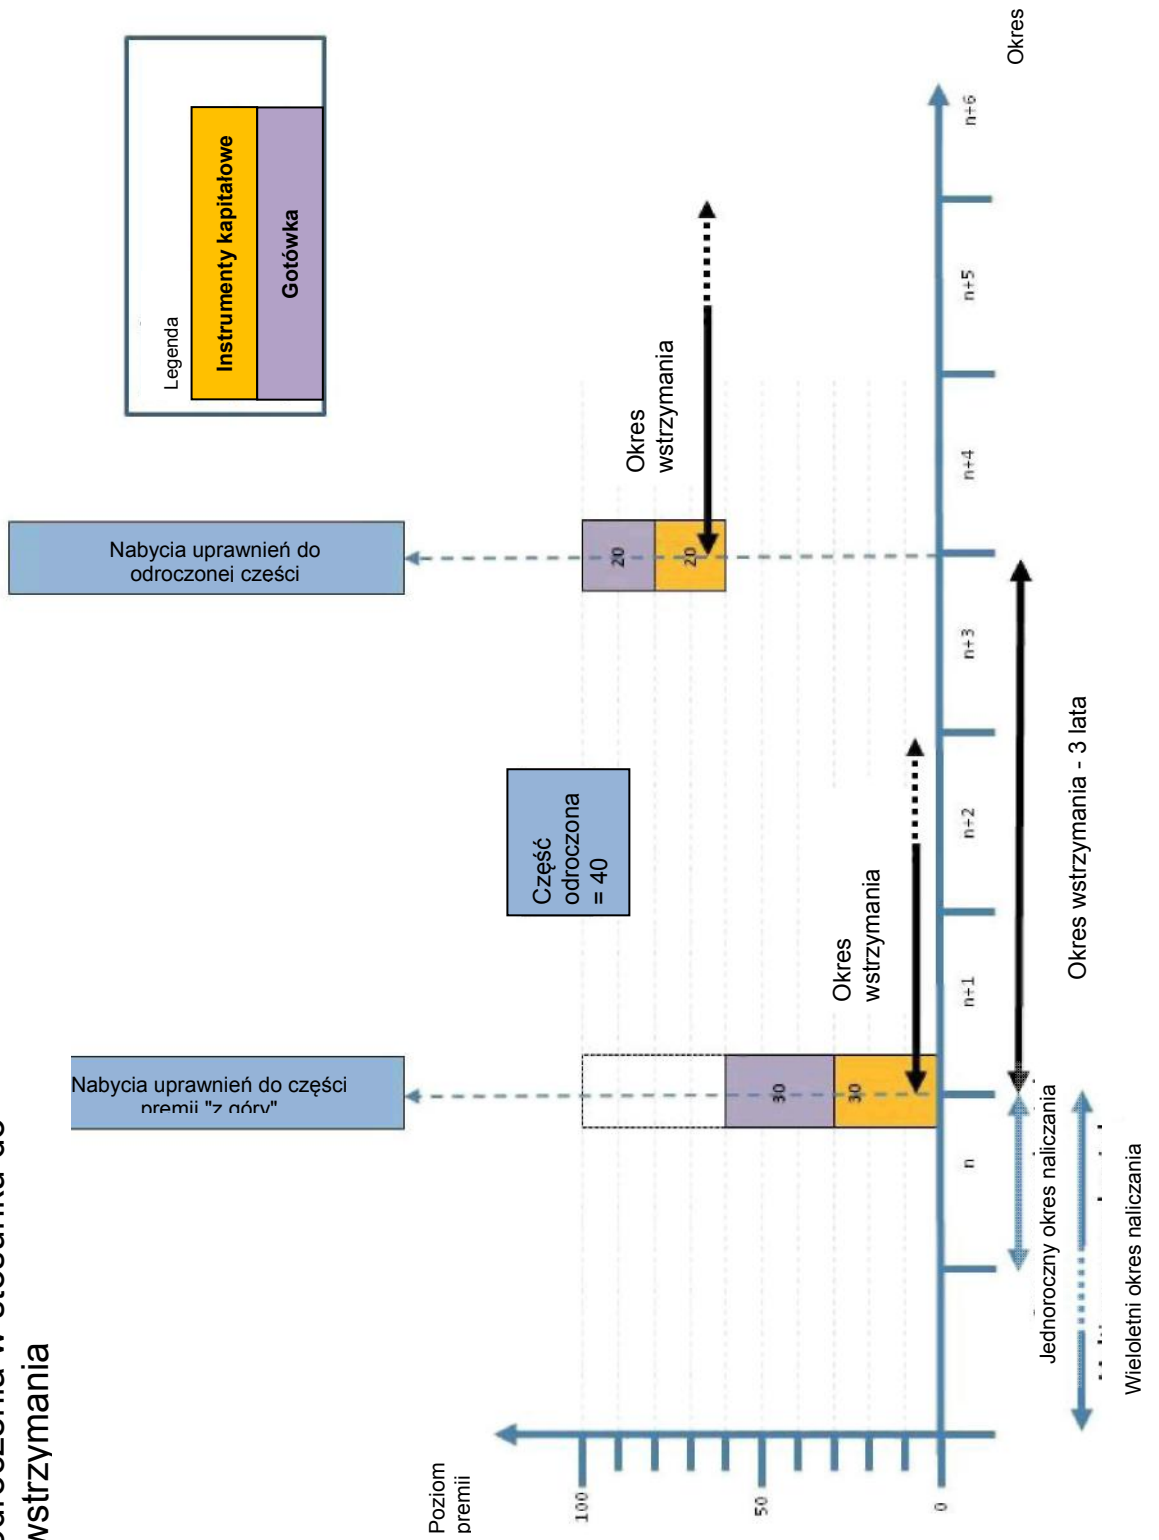 wstrzymania
Nabycia uprawnień do części
premii "z góry"
Nabycia uprawnień do
odroczonej części
Legenda
Instrumenty kapitałowe
Gotówka
Poziom
premii
100
50
0
Część
odroczona
= 40
30
30
20
20
Okres
wstrzymania
Okres
wstrzymania
n
n+1
n+2
n+3
n+4
n+5
n+6
Okres
Jednoroczny okres naliczania
Wieloletni okres naliczania
Okres wstrzymania - 3 lata